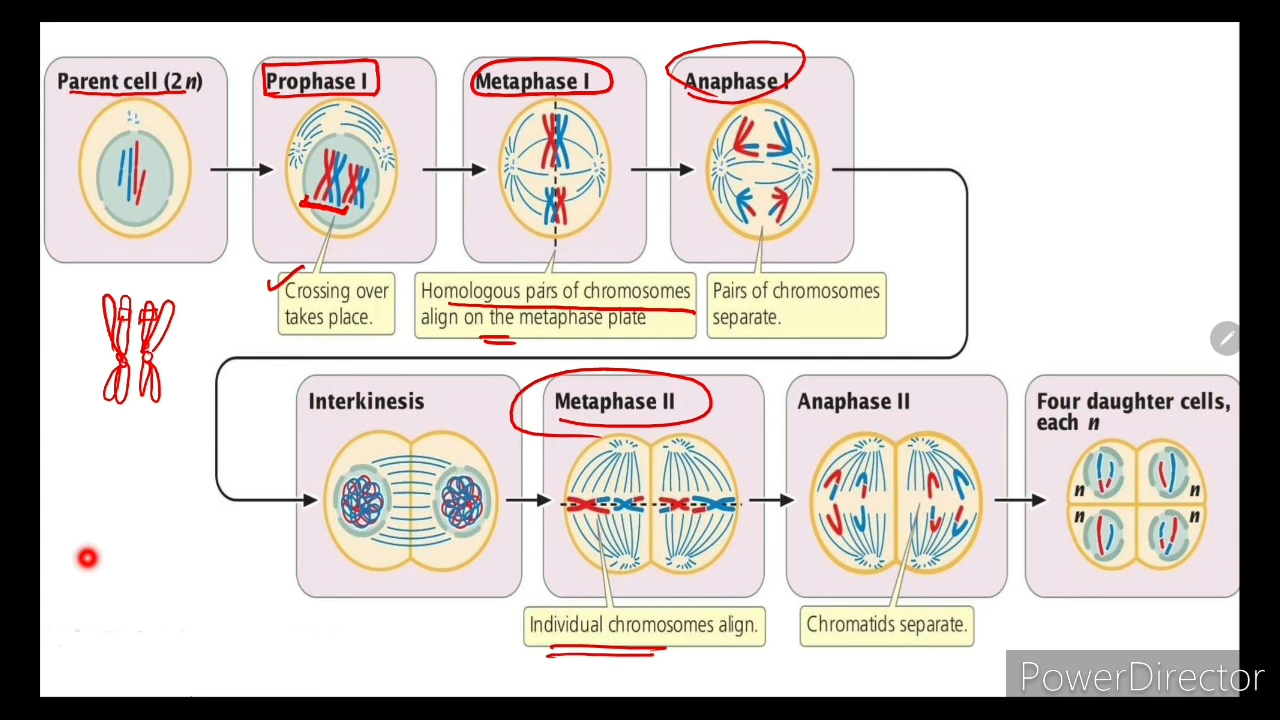 Parent cell (2n)
Prophase I
Metaphase I
Anaphase I
Crossing over
takes place.
Homologous pairs of chromosomes
align on the metaphase plate
Pairs of chromosomes
separate.
Interkinesis
Metaphase II
Anaphase II
Four daughter cells,
each n
n
n
n
n
Individual chromosomes align.
Chromatids separate.
PowerDirector